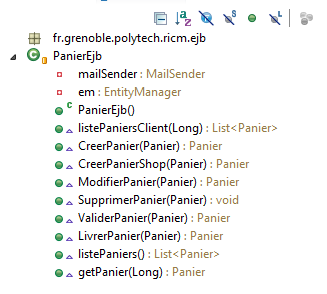 fr.grenoble.polytech.ricm.ejb
PanierEjb
mailSender : MailSender
em : EntityManager
PanierEjb()
listePaniersClient(Long) : List<Panier>
CreerPanier(Panier) : Panier
CreerPanierShop(Panier) : Panier
ModifierPanier(Panier) : Panier
SupprimerPanier(Panier) : void
ValiderPanier(Panier) : Panier
LivrerPanier(Panier) : Panier
listePaniers() : List<Panier>
getPanier(Long) : Panier